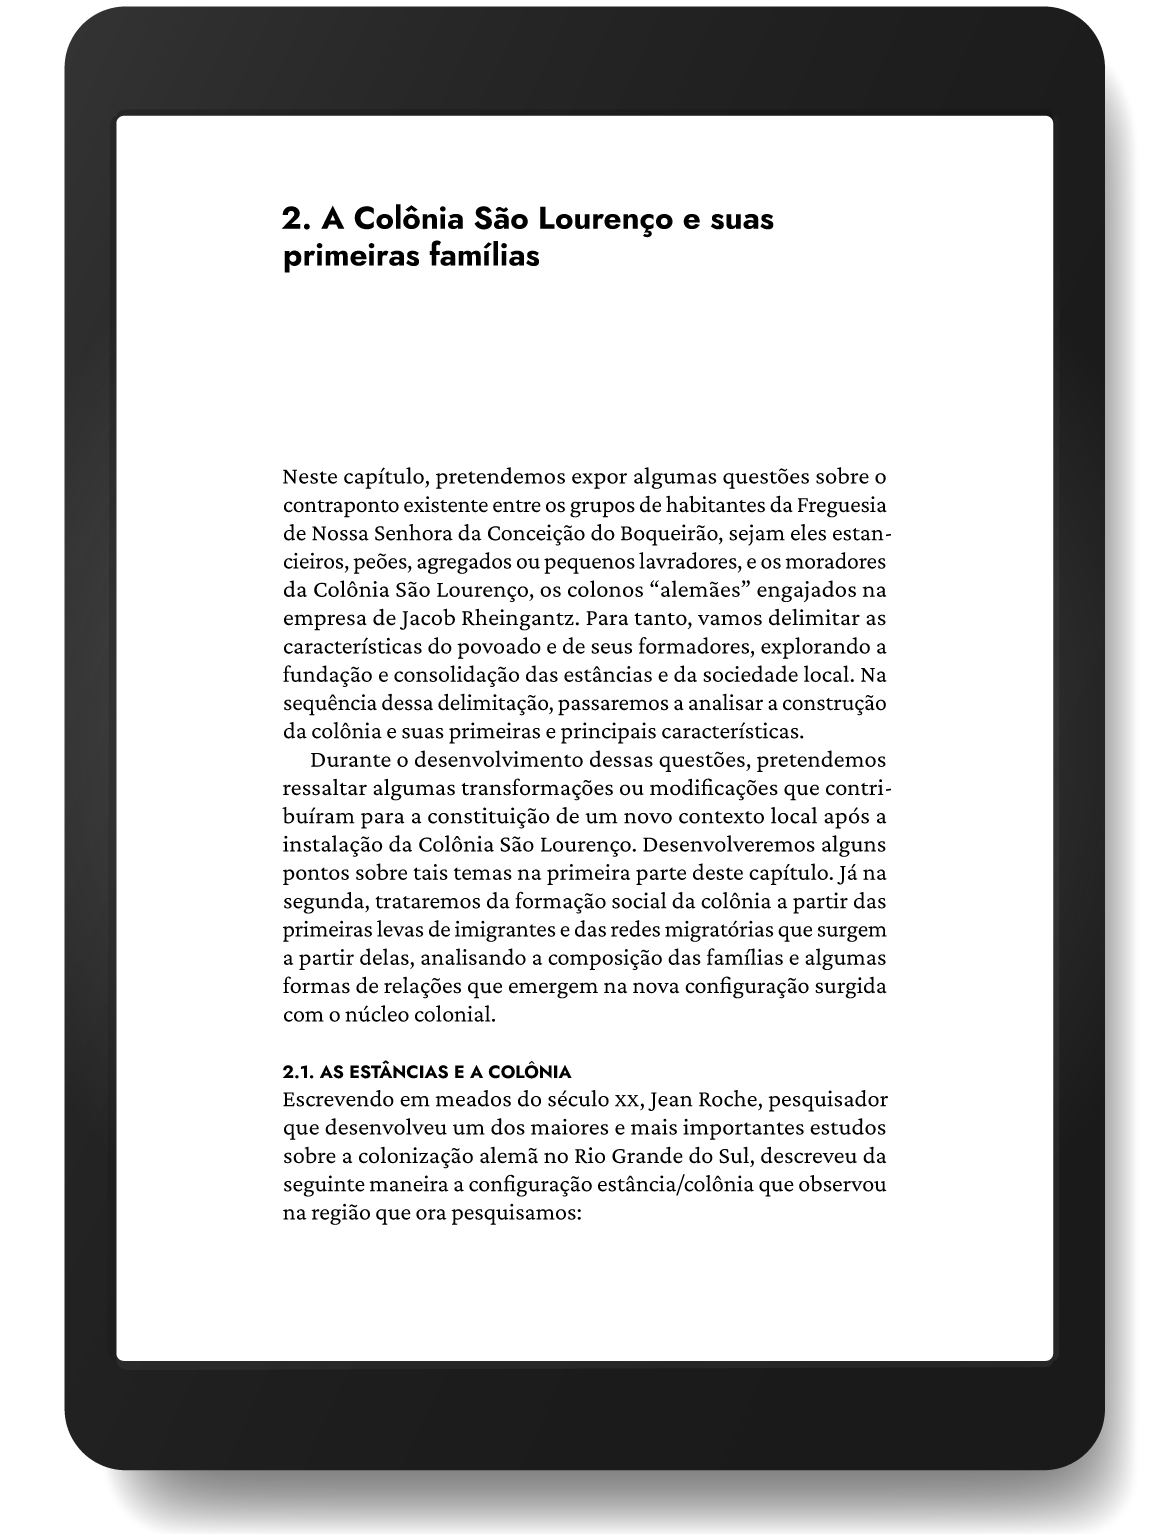 2. A Colônia São Lourenço e suas
primeiras famílias
Neste capítulo, pretendemos expor algumas questões sobre o
contraponto existente entre os grupos de habitantes da Freguesia
de Nossa Senhora da Conceição do Boqueirão, sejam eles estan-
cieiros, peões, agregados ou pequenos lavradores, e os moradores
da Colônia São Lourenço, os colonos “alemães” engajados na
empresa de Jacob Rheingantz. Para tanto, vamos delimitar as
características do povoado e de seus formadores, explorando a
fundação e consolidação das estâncias e da sociedade local. Na
sequência dessa delimitação, passaremos a analisar a construção
da colônia e suas primeiras e principais características.
Durante o desenvolvimento dessas questões, pretendemos
ressaltar algumas transformações ou modificações que contri-
buíram para a constituição de um novo contexto local após a
instalação da Colônia São Lourenço. Desenvolveremos alguns
pontos sobre tais temas na primeira parte deste capítulo. Já na
segunda, trataremos da formação social da colônia a partir das
primeiras levas de imigrantes e das redes migratórias que surgem
a partir delas, analisando a composição das famílias e algumas
formas de relações que emergem na nova configuração surgida
com o núcleo colonial.
2.1. AS ESTÂNCIAS E A COLÔNIA
Escrevendo em meados do século XX, Jean Roche, pesquisador
que desenvolveu um dos maiores e mais importantes estudos
sobre a colonização alemã no Rio Grande do Sul, descreveu da
seguinte maneira a configuração estância/colônia que observou
na região que ora pesquisamos: